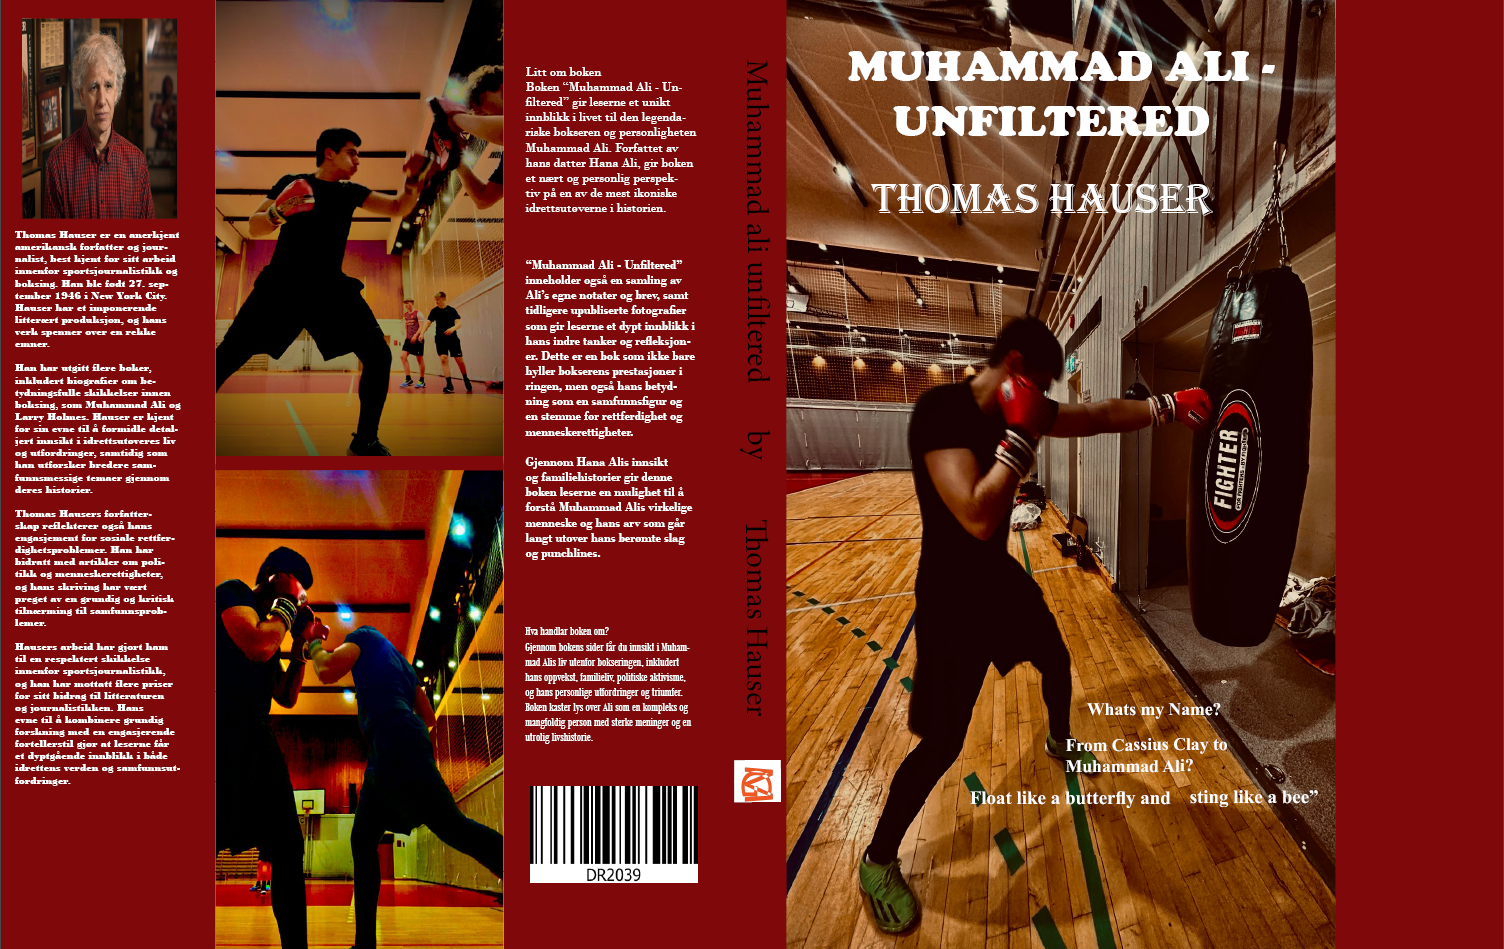 Thomas Hauser er en anerkjent
amerikansk forfatter og jour-
nalist, best kjent for sitt arbeid
innenfor sportsjournalistikk og
boksing. Han ble født 27. sep-
tember 1946 i New York City.
Hauser har et imponerende
litterært produksjon, og hans
verk spenner over en rekke
emner.
Han har utgitt flere bøker,
inkludert biografier om be-
tydningsfulle skikkelser innen
boksing, som Muhammad Ali og
Larry Holmes. Hauser er kjent
for sin evne til å formidle detal-
jert innsikt i idrettsutøveres liv
og utfordringer, samtidig som
han utforsker bredere sam-
funnsmessige temaer gjennom
deres historier.
Thomas Hausers forfatter-
skap reflekterer også hans
engasjement for sosiale rettfer-
dighetsproblemer. Han har
bidratt med artikler om poli-
tikk og menneskerettigheter,
og hans skriving har vært
preget av en grundig og kritisk
tilnærming til samfunnsprob-
lemer.
Hausers arbeid har gjort ham
til en respektert skikkelse
innenfor sportsjournalistikk,
og han har mottatt flere priser
for sitt bidrag til litteraturen
og journalistikken. Hans
evne til å kombinere grundig
forskning med en engasjerende
fortellerstil gjør at leserne får
et dyptgående innblikk i både
idrettens verden og samfunnsut-
fordringer.
Litt om boken
Boken “Muhammad Ali - Un-
filtered” gir leserne et unikt
innblikk i livet til den legenda-
riske bokseren og personligheten
Muhammad Ali. Forfattet av
hans datter Hana Ali, gir boken
et nært og personlig perspek-
tiv på en av de mest ikoniske
idrettsutøverne i historien.
“Muhammad Ali - Unfiltered”
inneholder også en samling av
Ali’s egne notater og brev, samt
tidligere upubliserte fotografier
som gir leserne et dypt innblikk i
hans indre tanker og refleksjon-
er. Dette er en bok som ikke bare
hyller bokserens prestasjoner i
ringen, men også hans betyd-
ning som en samfunnsfigur og
en stemme for rettferdighet og
menneskerettigheter.
Gjennom Hana Alis innsikt
og familiehistorier gir denne
boken leserne en mulighet til å
forstå Muhammad Alis virkelige
menneske og hans arv som går
langt utover hans berømte slag
og punchlines.
Hva handlar boken om?
Gjennom bokens sider får du innsikt i Muham-
mad Alis liv utenfor bokseringen, inkludert
hans oppvekst, familieliv, politiske aktivisme,
og hans personlige utfordringer og triumfer.
Boken kaster lys over Ali som en kompleks og
mangfoldig person med sterke meninger og en
utrolig livshistorie.
DR2039
Muhammad ali unfiltered by Thomas Hauser
MUHAMMAD ALI -
UNFILTERED
THOMAS HAUSER
FIGHTER
Whats my Name?
From Cassius Clay to
Muhammad Ali?
Float like a butterfly and sting like a bee”